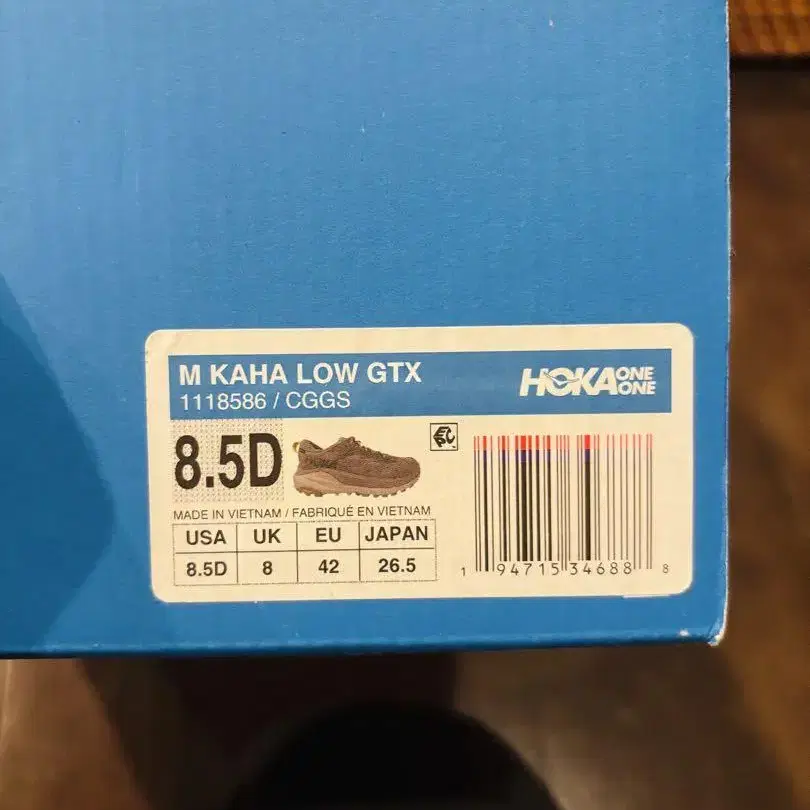 M KAHA LOW GTX
1118586 / CGGS
HOKA ONE ONE
8.5D
MADE IN VIETNAM / FABRIQUÉ EN VIETNAM
USA UK EU JAPAN
8.5D 8 42 26.5
1 94715 34688 8